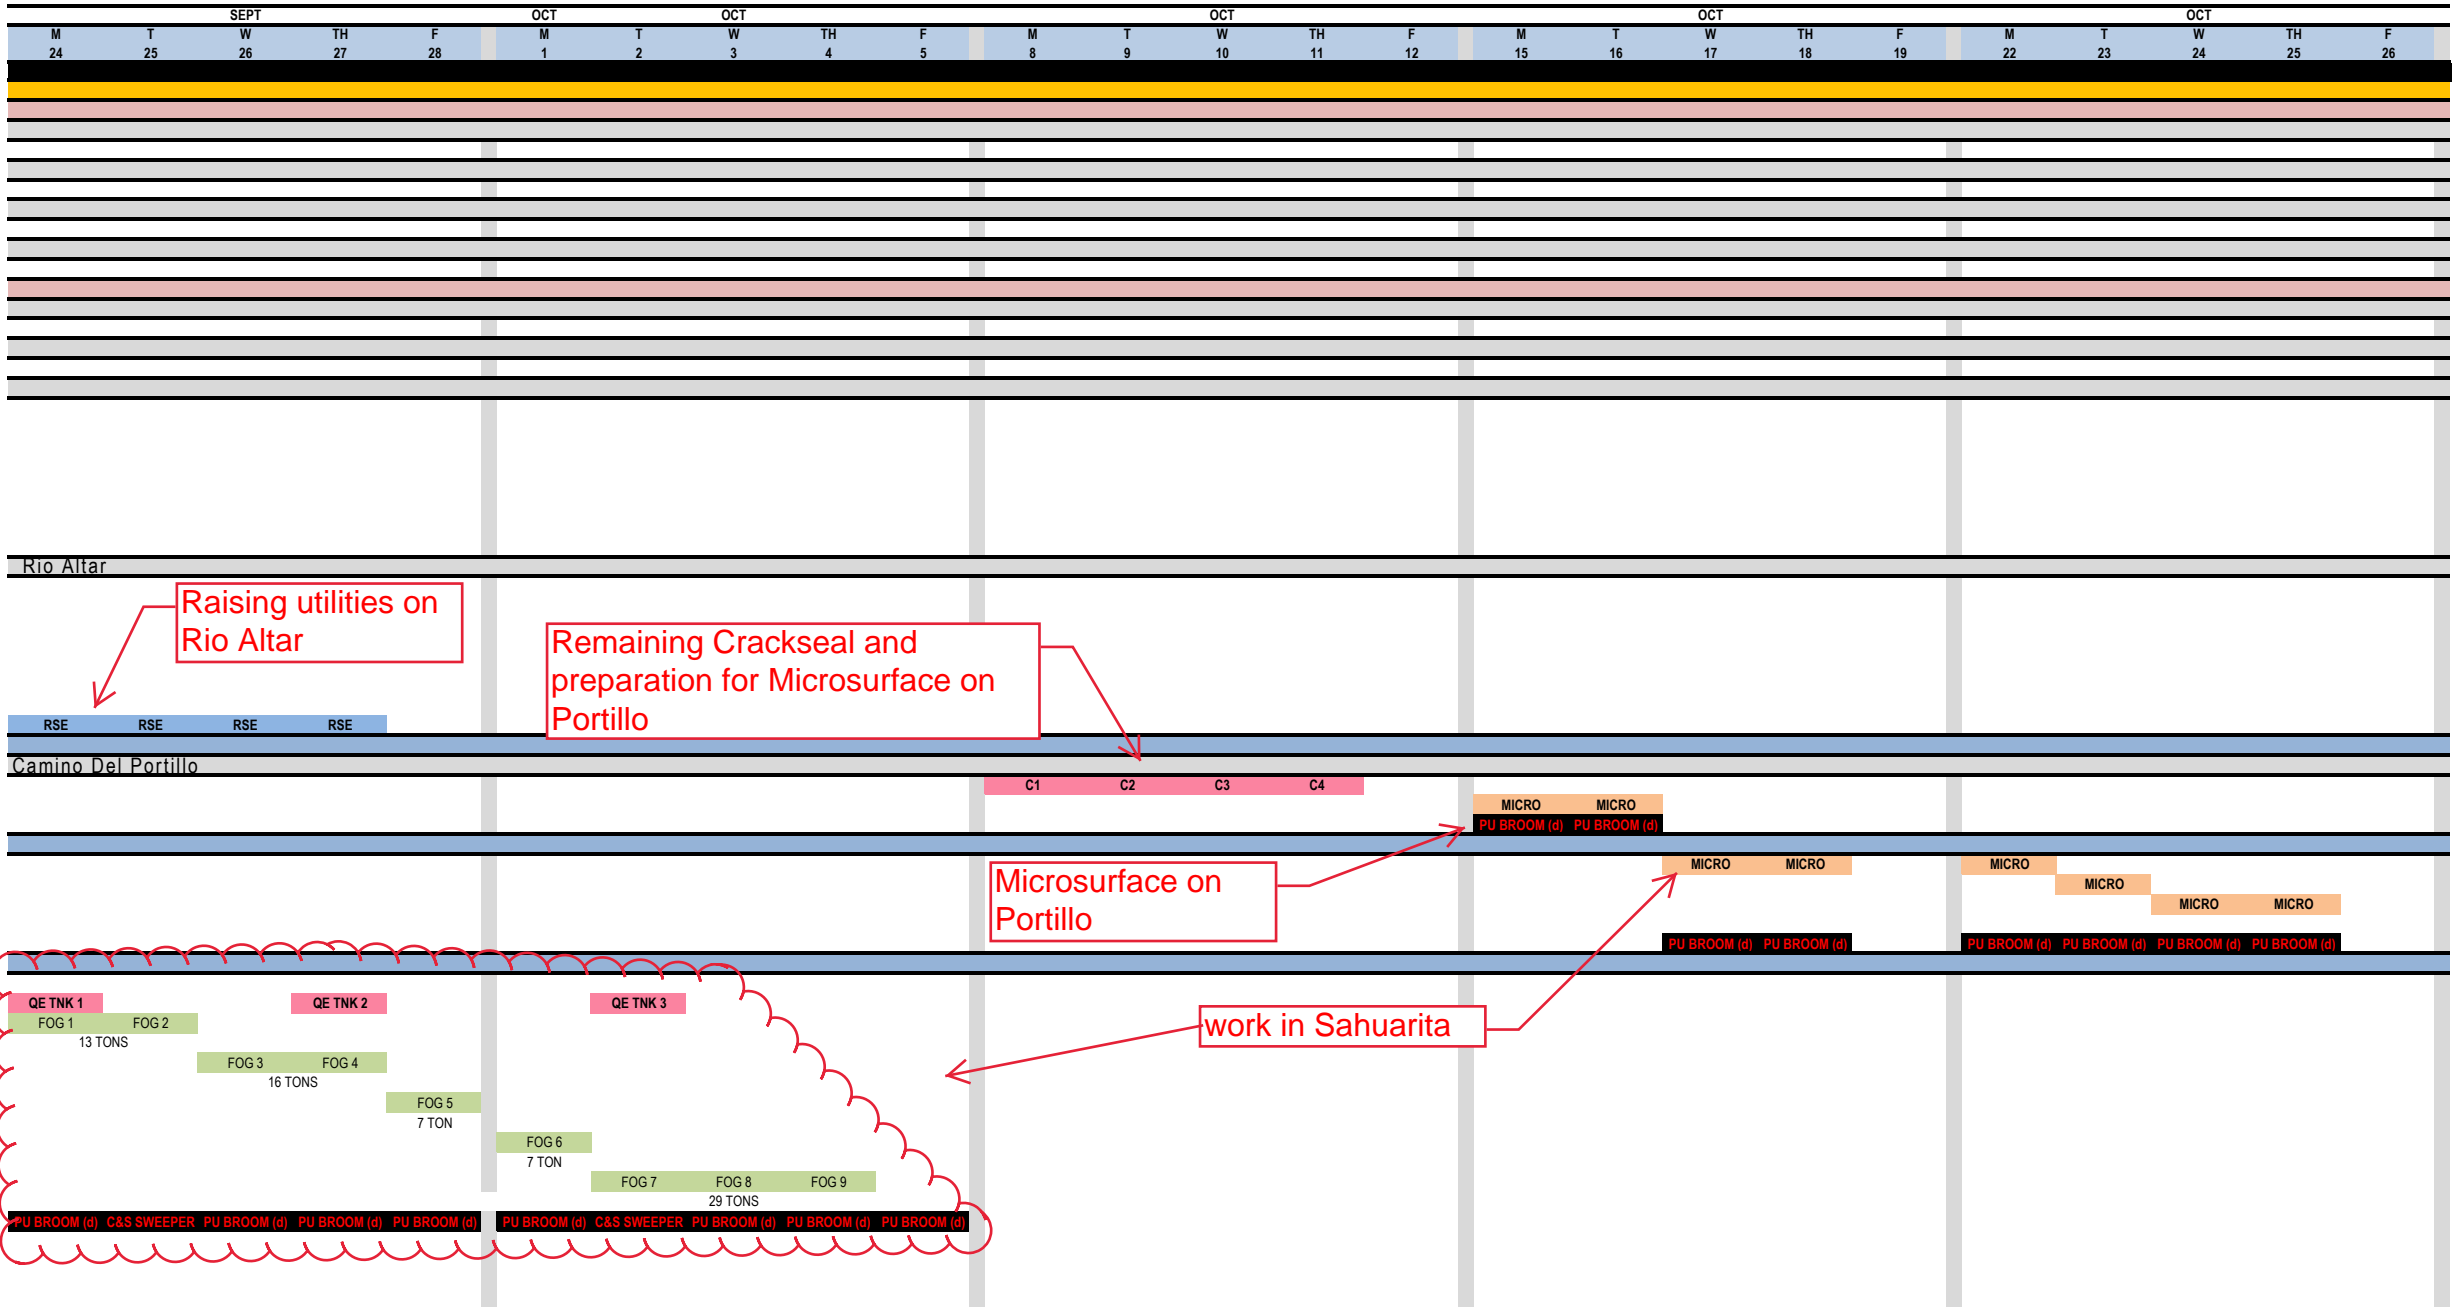 SEPT OCT OCT OCT OCT OCT
M T W TH F M T W TH F M T W TH F M T W TH F M T W TH F
24 25 26 27 28 1 2 3 4 5 8 9 10 11 12 15 16 17 18 19 22 23 24 25 26
Rio Altar
Raising utilities on
Rio Altar
Remaining Crackseal and
preparation for Microsurface on
Portillo
RSE RSE RSE RSE
Camino Del Portillo
C1 C2 C3 C4
MICRO MICRO
PU BROOM (d) PU BROOM (d)
Microsurface on
Portillo
MICRO MICRO MICRO
MICRO
MICRO MICRO
PU BROOM (d) PU BROOM (d) PU BROOM (d) PU BROOM (d) PU BROOM (d) PU BROOM (d)
QE TNK 1 QE TNK 2 QE TNK 3
work in Sahuarita
FOG 1 FOG 2
13 TONS
FOG 3 FOG 4
16 TONS
FOG 5
7 TON
FOG 6
7 TON
FOG 7 FOG 8 FOG 9
29 TONS
PU BROOM (d) C&S SWEEPER PU BROOM (d) PU BROOM (d) PU BROOM (d) PU BROOM (d) C&S SWEEPER PU BROOM (d) PU BROOM (d) PU BROOM (d)